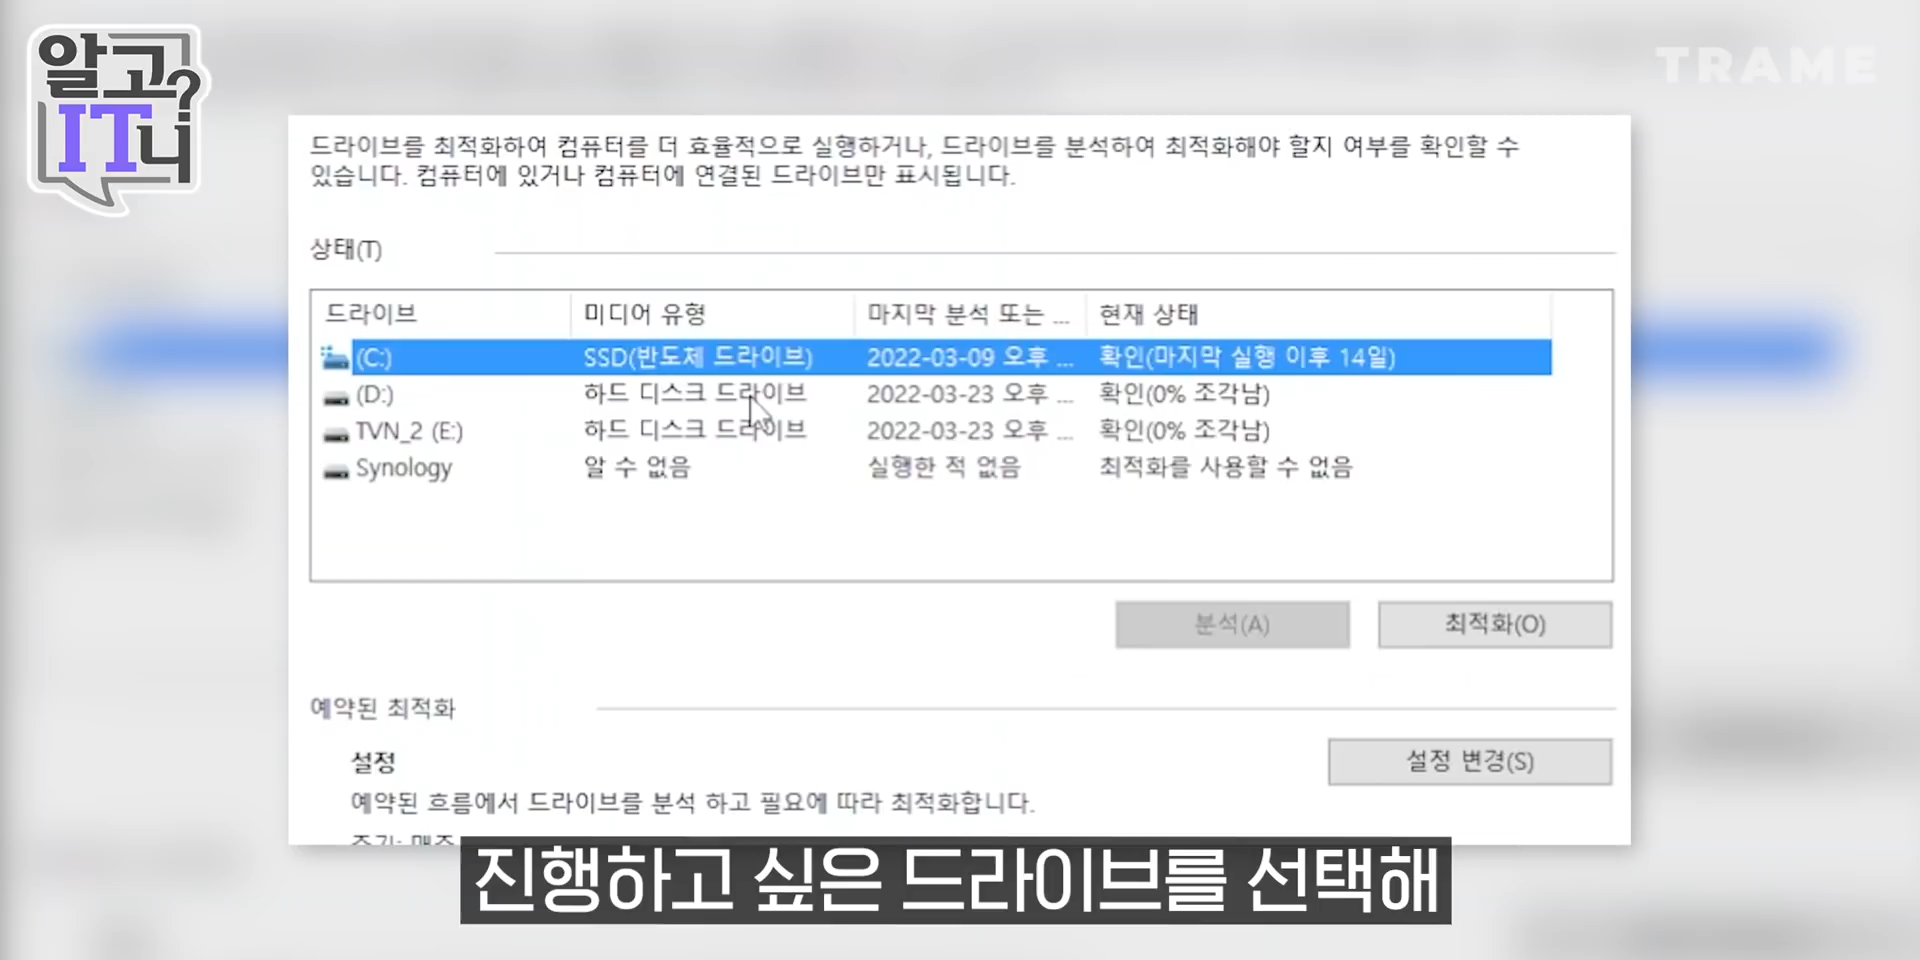 알고?
IT니
TRAME
드라이브를 최적화하여 컴퓨터를 더 효율적으로 실행하거나, 드라이브를 분석하여 최적화해야 할지 여부를 확인할 수
있습니다. 컴퓨터에 있거나 컴퓨터에 연결된 드라이브만 표시됩니다.
상태(T)
드라이브 미디어 유형 마지막 분석 또는 ... 현재 상태
(C:) SSD(반도체 드라이브) 2022-03-09 오후 ... 확인(마지막 실행 이후 14일)
(D:) 하드 디스크 드라이브 2022-03-23 오후 ... 확인(0% 조각남)
TVN_2 (E:) 하드 디스크 드라이브 2022-03-23 오후 ... 확인(0% 조각남)
Synology 알 수 없음 실행한 적 없음 최적화를 사용할 수 없음
분석(A) 최적화(O)
예약된 최적화
설정 설정 변경(S)
예약된 흐름에서 드라이브를 분석 하고 필요에 따라 최적화합니다.
주기: 매주
진행하고 싶은 드라이브를 선택해